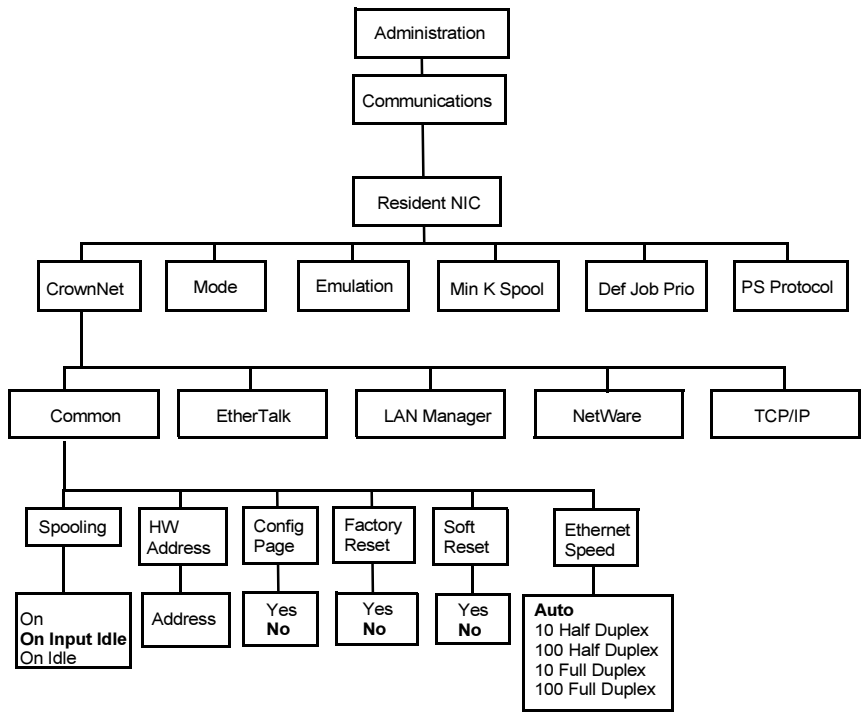 Administration
Communications
Resident NIC
CrownNet
Mode
Emulation
Min K Spool
Def Job Prio
PS Protocol
Common
EtherTalk
LAN Manager
NetWare
TCP/IP
Spooling
HW
Address
Config
Page
Factory
Reset
Soft
Reset
Ethernet
Speed
On
On Input Idle
On Idle
Address
Yes
No
Yes
No
Yes
No
Auto
10 Half Duplex
100 Half Duplex
10 Full Duplex
100 Full Duplex